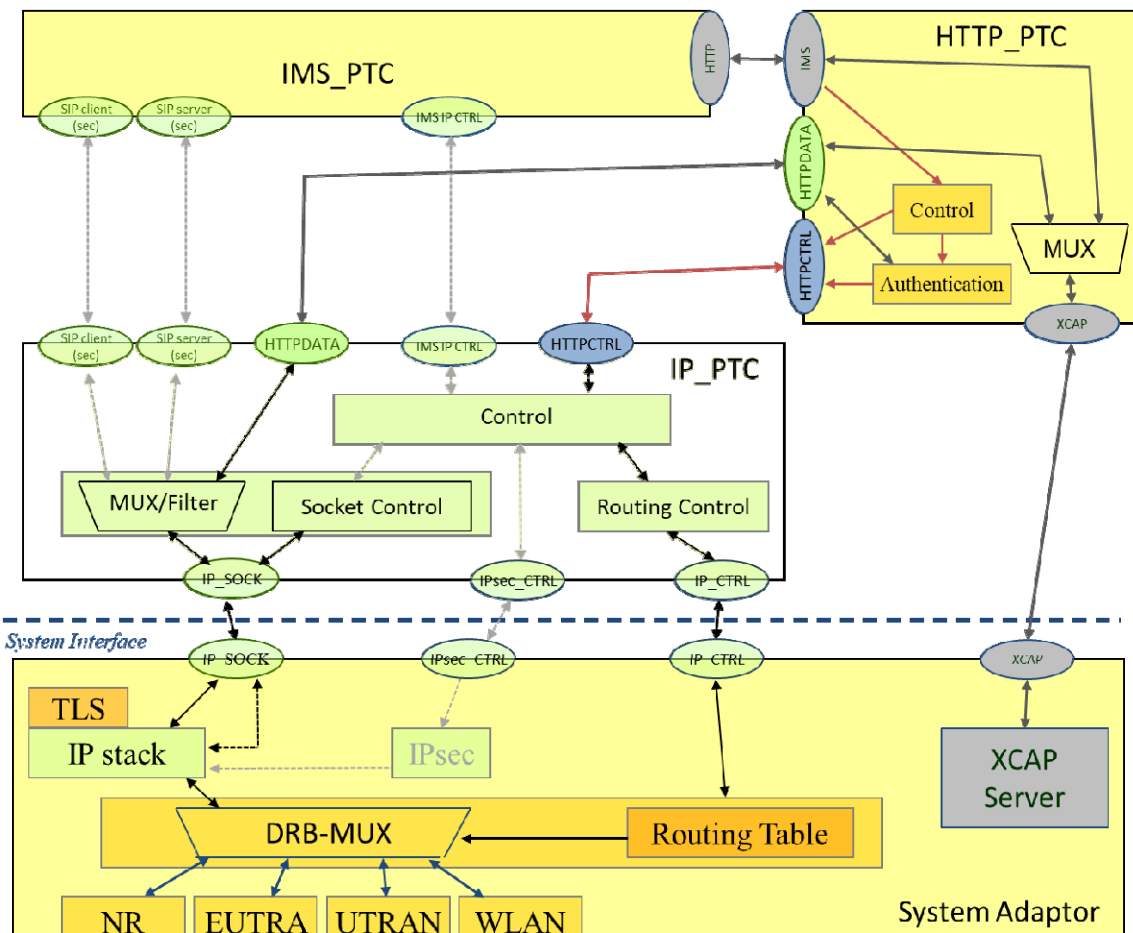 IMS_PTC
HTTP
IMS
HTTP_PTC
SIP client
(sec)
SIP server
(sec)
IMS IP CTRL
HTTPDATA
Control
HTTPCTRL
Authentication
MUX
XCAP
SIP client
(sec)
SIP server
(sec)
HTTPDATA
IMS IP CTRL
HTTPCTRL
IP_PTC
Control
MUX/Filter
Socket Control
Routing Control
IP_SOCK
IPsec_CTRL
IP_CTRL
System Interface
IP_SOCK
IPsec_CTRL
IP_CTRL
XCAP
TLS
IP stack
IPsec
XCAP
Server
DRB-MUX
Routing Table
NR
EUTRA
UTRAN
WLAN
System Adaptor